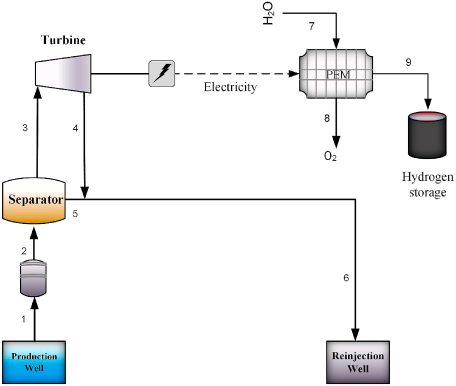 H₂O
7
Turbine
PEM
9
Electricity
3
4
8
O₂
Hydrogen
storage
Separator
5
2
6
1
Production
Well
Reinjection
Well